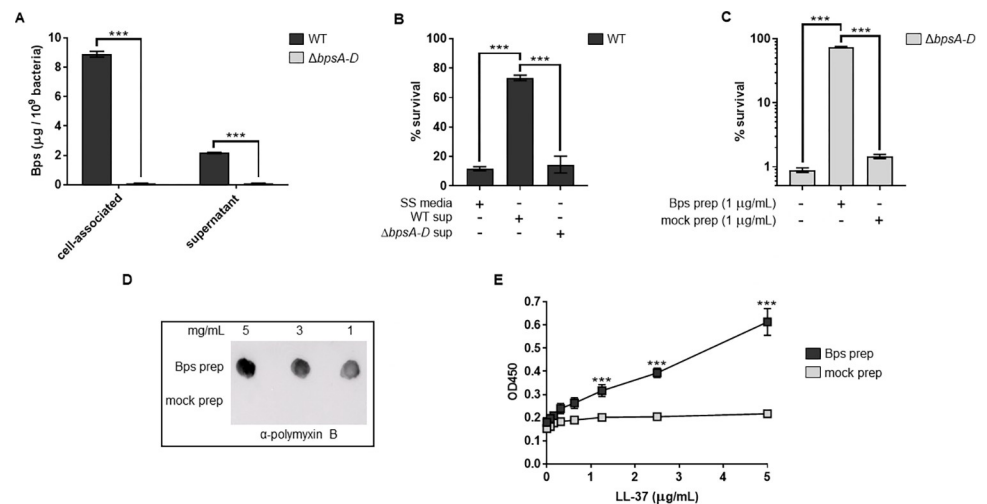 A
Bps (µg / 10⁹ bacteria)
10
8
6
4
2
0
***
***
cell-associated
supernatant
WT
ΔbpsA-D
B
% survival
100
80
60
40
20
0
***
***
WT
SS media + - -
WT sup - + -
ΔbpsA-D sup - - +
C
% survival
100
10
1
***
***
ΔbpsA-D
Bps prep (1 µg/mL) - + -
mock prep (1 µg/mL) - - +
D
mg/mL 5 3 1
Bps prep
mock prep
α-polymyxin B
E
OD450
0.7
0.6
0.5
0.4
0.3
0.2
0.1
0.0
***
***
***
0 1 2 3 4 5
LL-37 (µg/mL)
Bps prep
mock prep